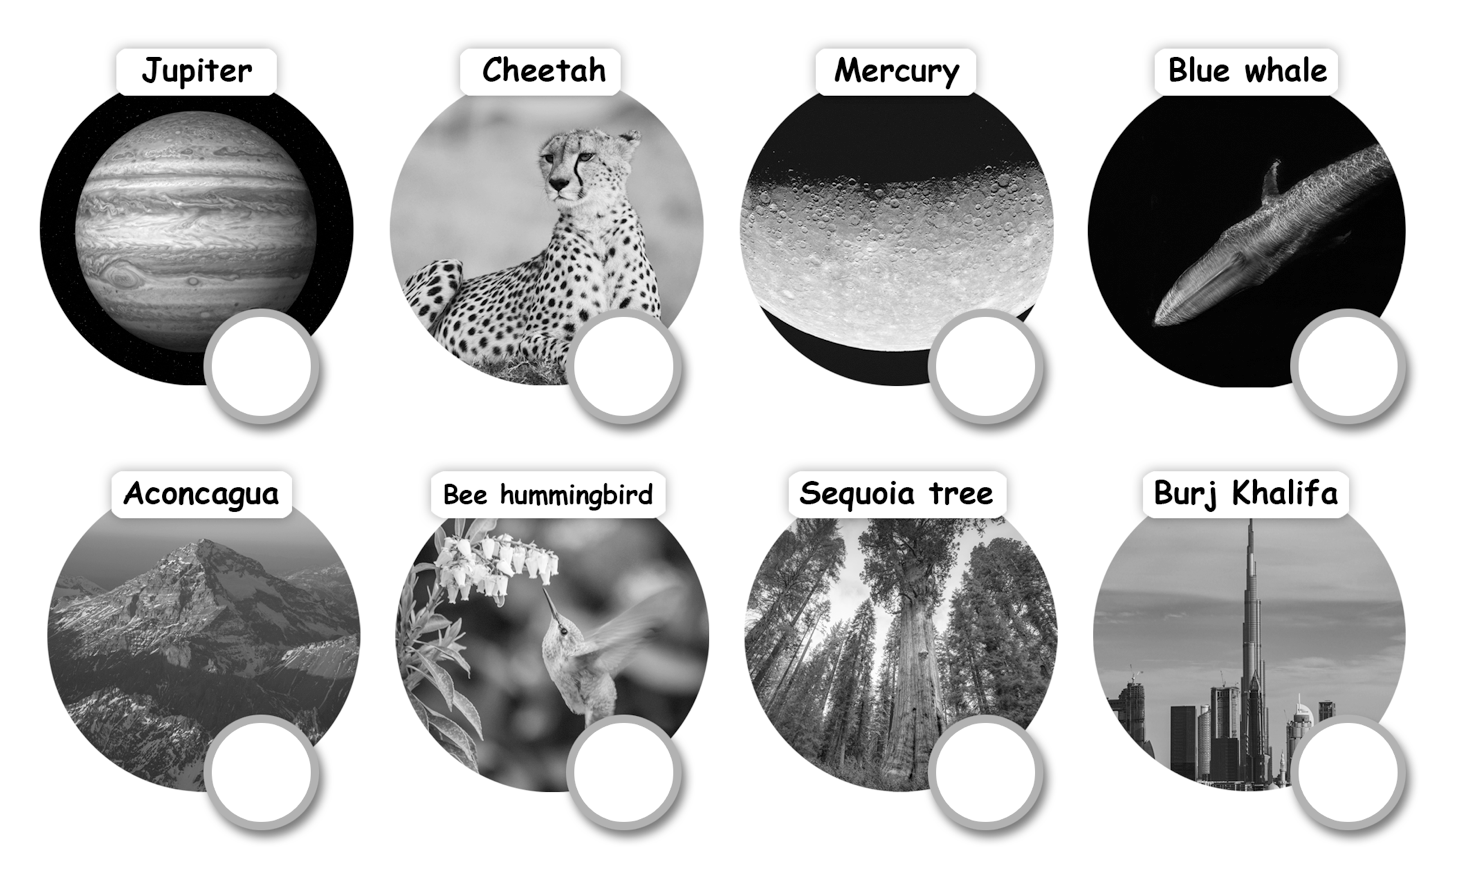 Jupiter
Cheetah
Mercury
Blue whale
Aconcagua
Bee hummingbird
Sequoia tree
Burj Khalifa